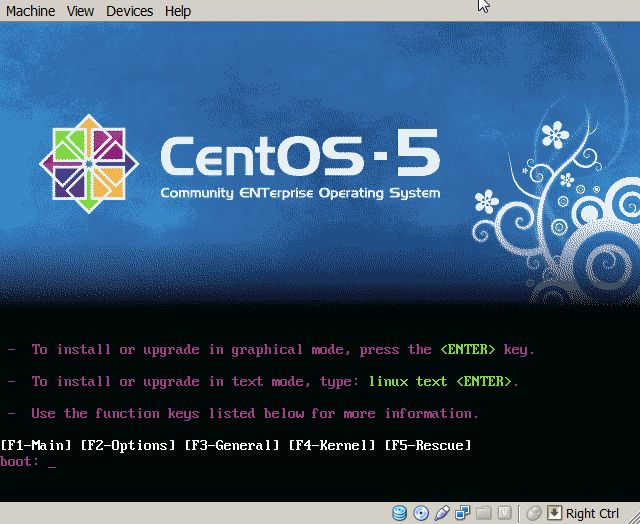 Machine View Devices Help
CentOS-5
Community ENTerprise Operating System
- To install or upgrade in graphical mode, press the <ENTER> key.
- To install or upgrade in text mode, type: linux text <ENTER>.
- Use the function keys listed below for more information.
[F1-Main] [F2-Options] [F3-General] [F4-Kernel] [F5-Rescue]
boot: _
Right Ctrl